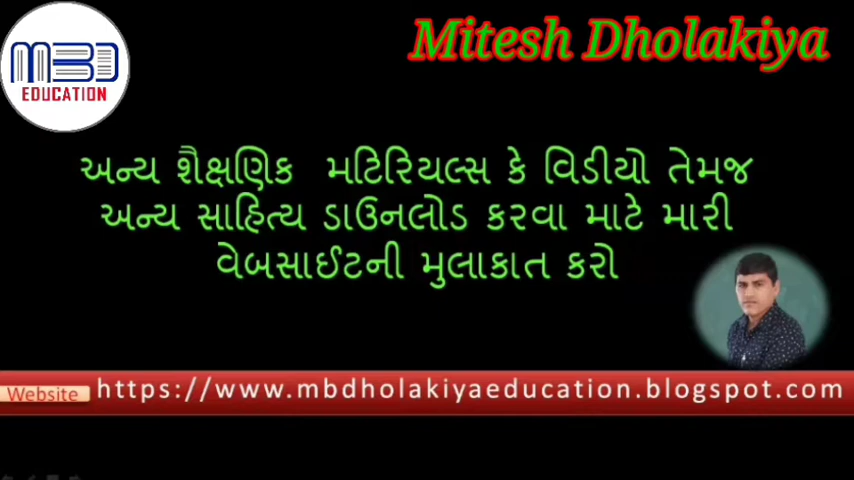 MBD
EDUCATION
Mitesh Dholakiya
અન્ય શૈક્ષણિક મટિરિયલ્સ કે વિડીયો તેમજ
અન્ય સાહિત્ય ડાઉનલોડ કરવા માટે મારી
વેબસાઈટની મુલાકાત કરો
Website https://www.mbdholakiyaeducation.blogspot.com